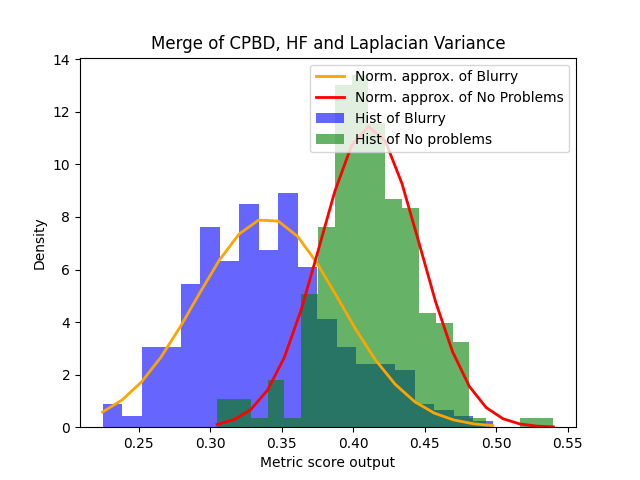 Merge of CPBD, HF and Laplacian Variance
14
12
10
8
6
4
2
0
Density
Norm. approx. of Blurry
Norm. approx. of No Problems
Hist of Blurry
Hist of No problems
0.25 0.30 0.35 0.40 0.45 0.50 0.55
Metric score output